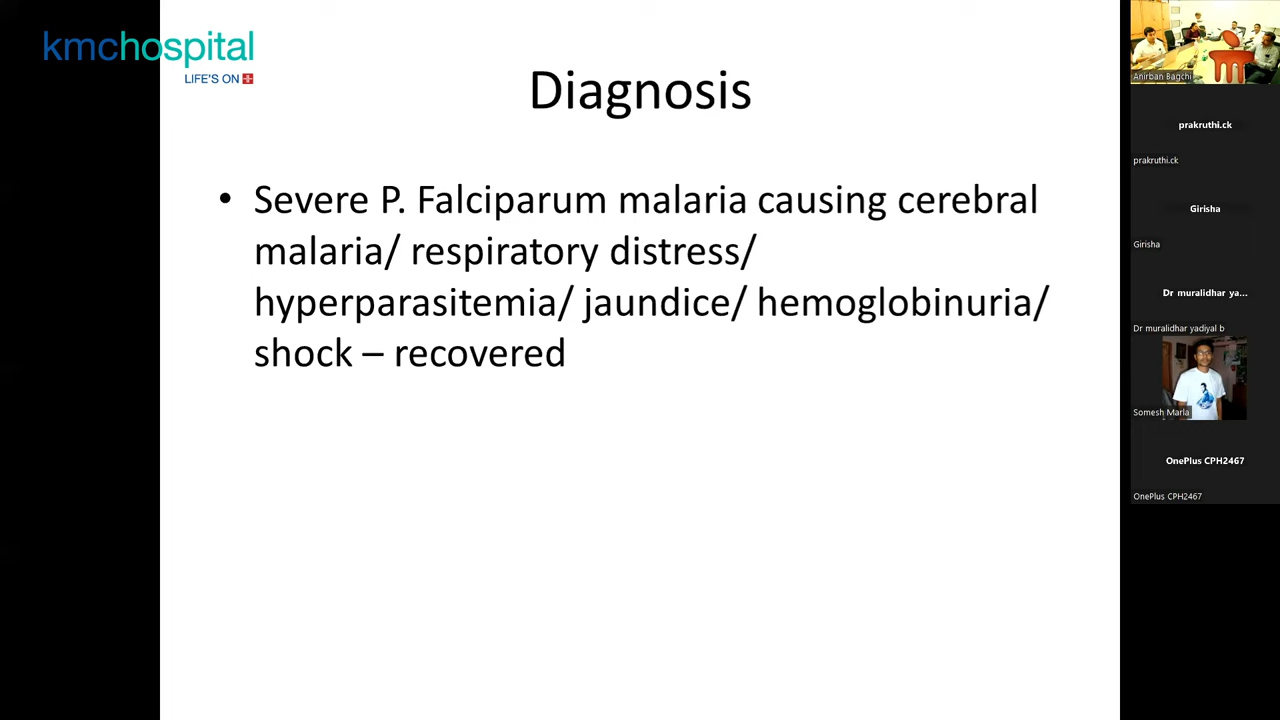 kmchospital
LIFE'S ON
Diagnosis
• Severe P. Falciparum malaria causing cerebral
malaria/ respiratory distress/
hyperparasitemia/ jaundice/ hemoglobinuria/
shock – recovered
Anirban Bagchi
prakruthi.ck
prakruthi.ck
Girisha
Girisha
Dr muralidhar ya...
Dr muralidhar yadiyal b
Somesh Marla
OnePlus CPH2467
OnePlus CPH2467